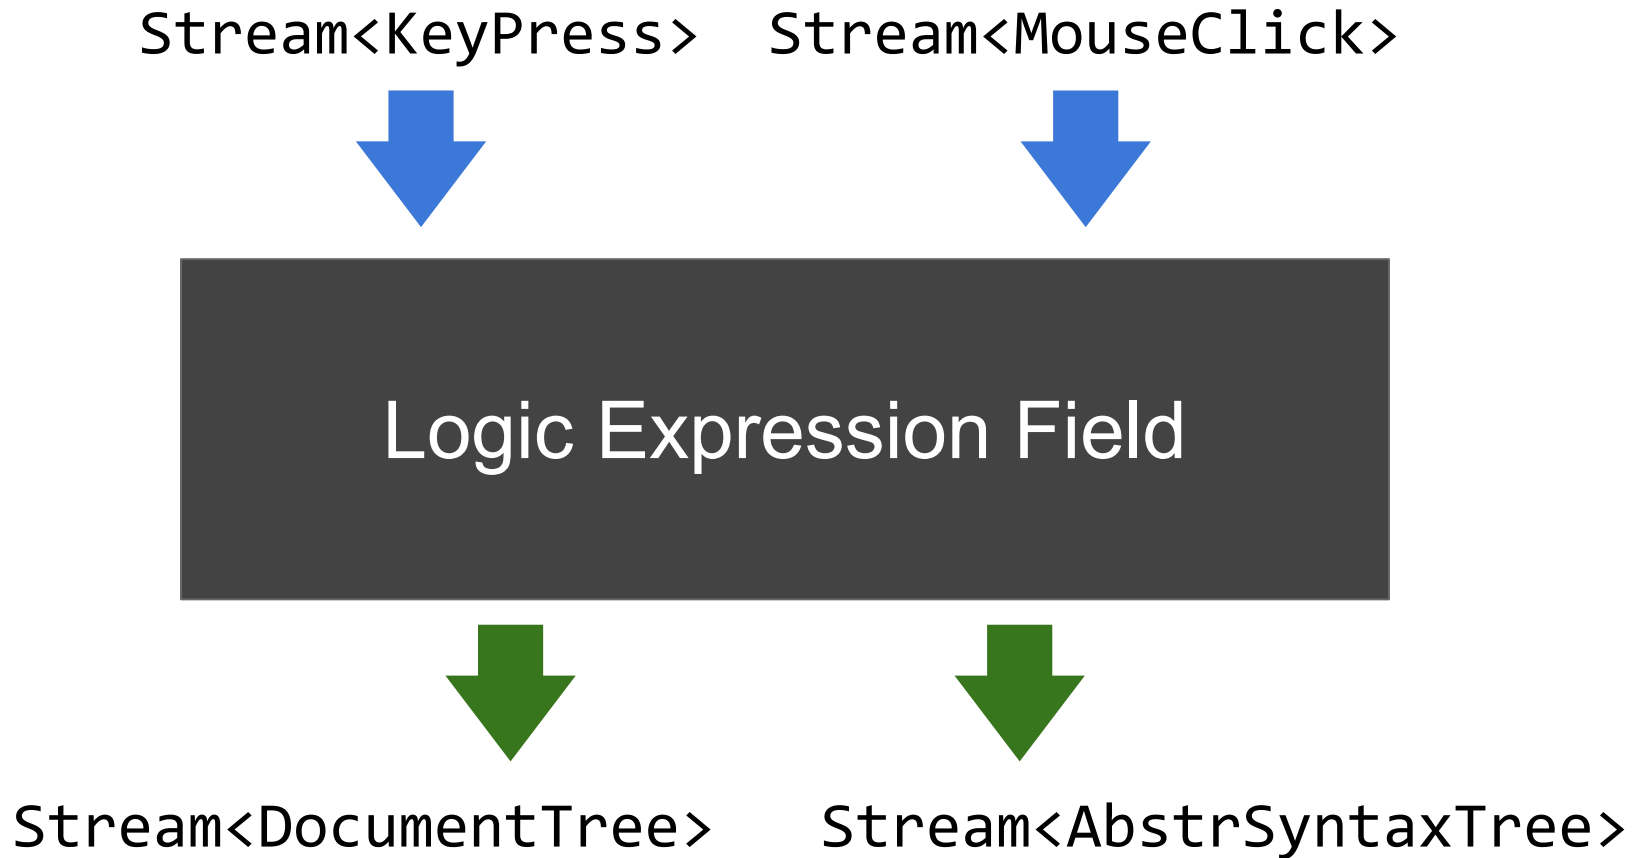 Stream<KeyPress> Stream<MouseClick>
Logic Expression Field
Stream<DocumentTree> Stream<AbstrSyntaxTree>